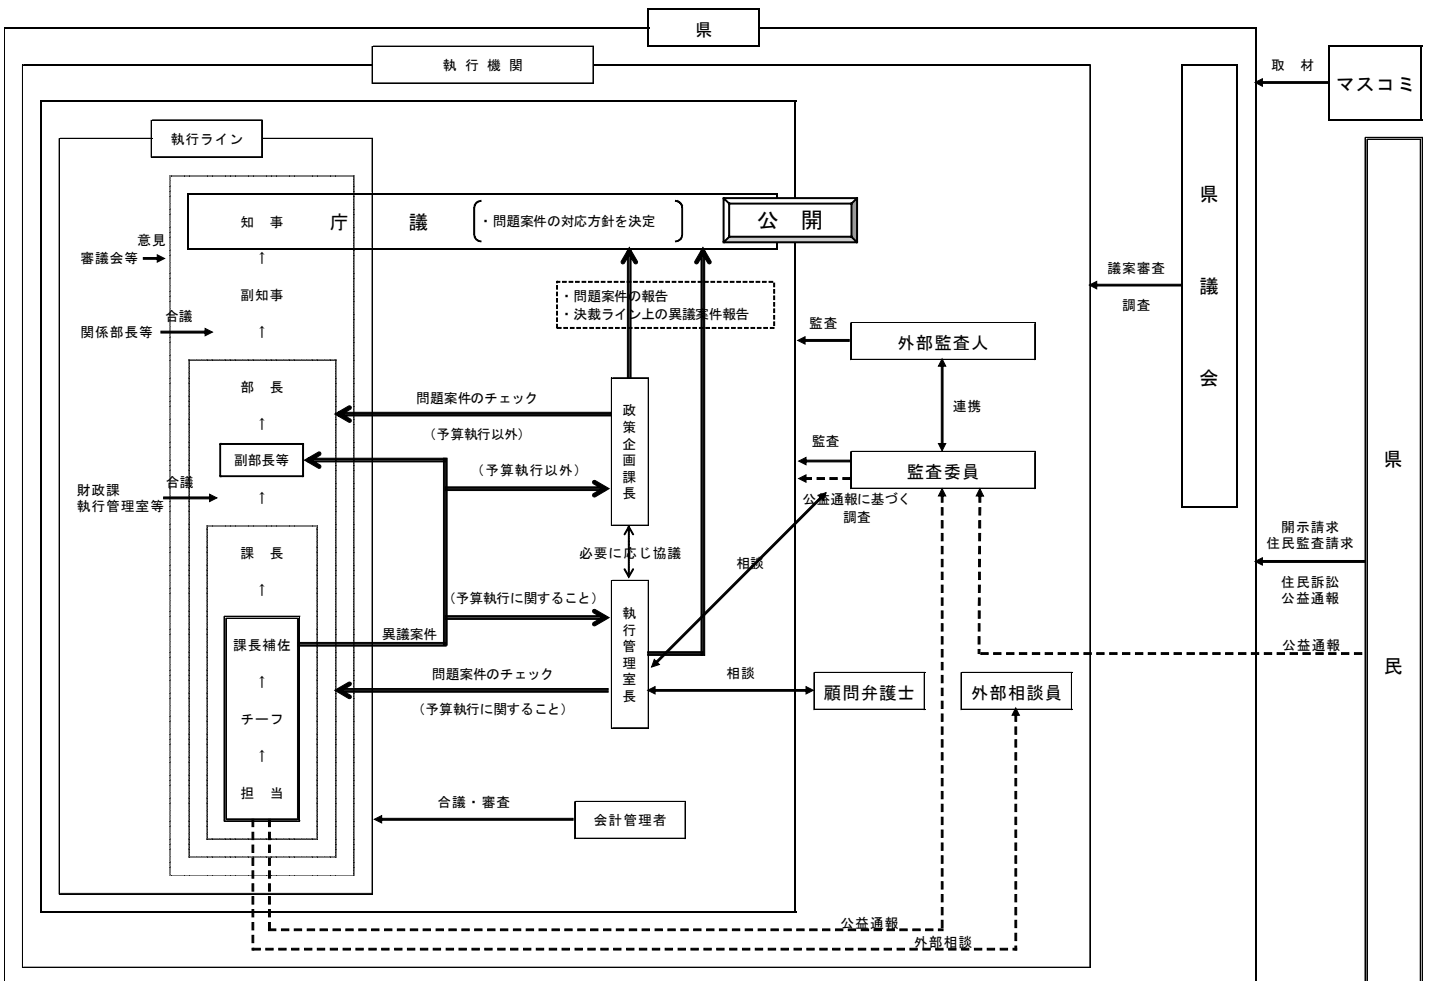 県
執行機関
取　材
マスコミ
執行ライン
知　事
庁　議
・問題案件の対応方針を決定
公　開
県議会
県民
意見
審議会等
↑
副知事
・問題案件の報告
・決裁ライン上の異議案件報告
議案審査
調査
合議
関係部長等
↑
監査
外部監査人
部　長
問題案件のチェック
（予算執行以外）
政策企画課長
連携
↑
副部長等
（予算執行以外）
監査
監査委員
合議
財政課
執行管理室等
↑
公益通報に基づく
調査
開示請求
住民監査請求
課　長
必要に応じ協議
相談
住民訴訟
公益通報
↑
（予算執行に関すること）
執行管理室長
課長補佐
異議案件
公益通報
↑
問題案件のチェック
相談
顧問弁護士
外部相談員
（予算執行に関すること）
チーフ
↑
担　当
合議・審査
会計管理者
公益通報
外部相談